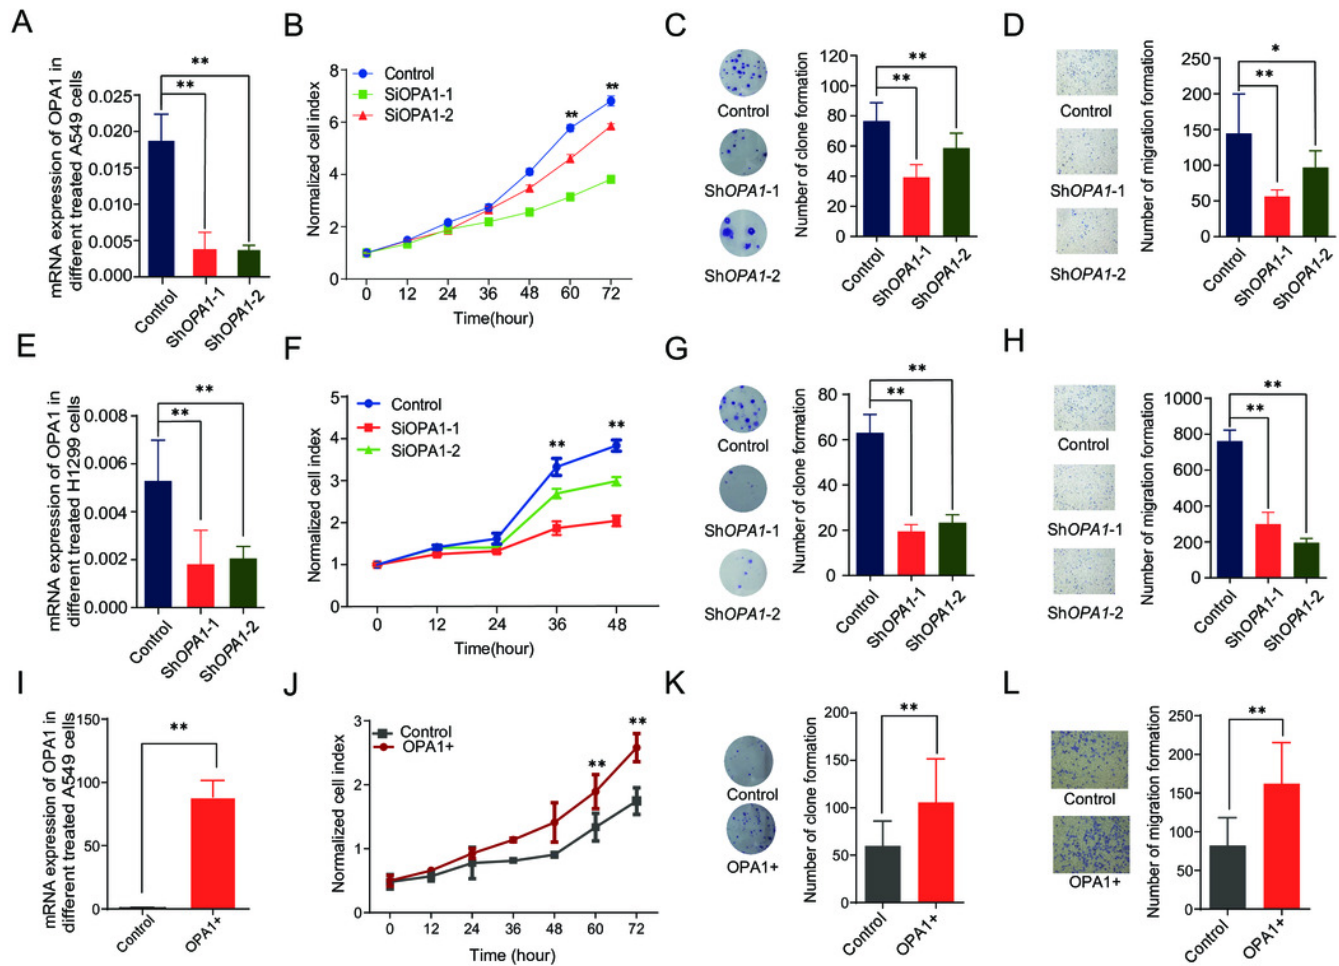 A
mRNA expression of OPA1 in
different treated A549 cells
0.025
0.020
0.015
0.010
0.005
0.000
**
**
Control
ShOPA1-1
ShOPA1-2
B
Normalized cell index
8
6
4
2
0
Control
SiOPA1-1
SiOPA1-2
**
**
0 12 24 36 48 60 72
Time(hour)
C
Control
ShOPA1-1
ShOPA1-2
Number of clone formation
120
100
80
60
40
20
0
**
**
Control
ShOPA1-1
ShOPA1-2
D
Control
ShOPA1-1
ShOPA1-2
Number of migration formation
250
200
150
100
50
0
*
**
Control
ShOPA1-1
ShOPA1-2
E
mRNA expression of OPA1 in
different treated H1299 cells
0.008
0.006
0.004
0.002
0.000
**
**
Control
ShOPA1-1
ShOPA1-2
F
Normalized cell index
5
4
3
2
1
0
Control
SiOPA1-1
SiOPA1-2
**
**
0 12 24 36 48
Time(hour)
G
Control
ShOPA1-1
ShOPA1-2
Number of clone formation
80
60
40
20
0
**
**
Control
ShOPA1-1
ShOPA1-2
H
Control
ShOPA1-1
ShOPA1-2
Number of migration formation
1000
800
600
400
200
0
**
**
Control
ShOPA1-1
ShOPA1-2
I
mRNA expression of OPA1 in
different treated A549 cells
150
100
50
0
**
Control
OPA1+
J
Normalized cell index
3
2
1
0
Control
OPA1+
**
**
0 12 24 36 48 60 72
Time (hour)
K
Control
OPA1+
Number of clone formation
200
150
100
50
0
**
Control
OPA1+
L
Control
OPA1+
Number of migration formation
250
200
150
100
50
0
**
Control
OPA1+